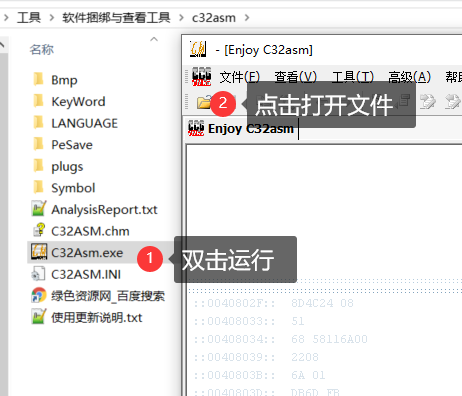 工具 › 软件捆绑与查看工具 › c32asm
名称
Bmp
KeyWord
LANGUAGE
PeSave
plugs
Symbol
AnalysisReport.txt
C32ASM.chm
C32Asm.exe
C32ASM.INI
绿色资源网_百度搜索
使用更新说明.txt
1
双击运行
- [Enjoy C32asm]
文件(F) 查看(V) 工具(T) 高级(A) 帮
2
点击打开文件
Enjoy C32asm
::0040802F:: 8D4C24 08
::00408033:: 51
::00408034:: 68 58116A00
::00408039:: 2208
::0040803B:: 6A 01
::0040803D:: DB6D FB